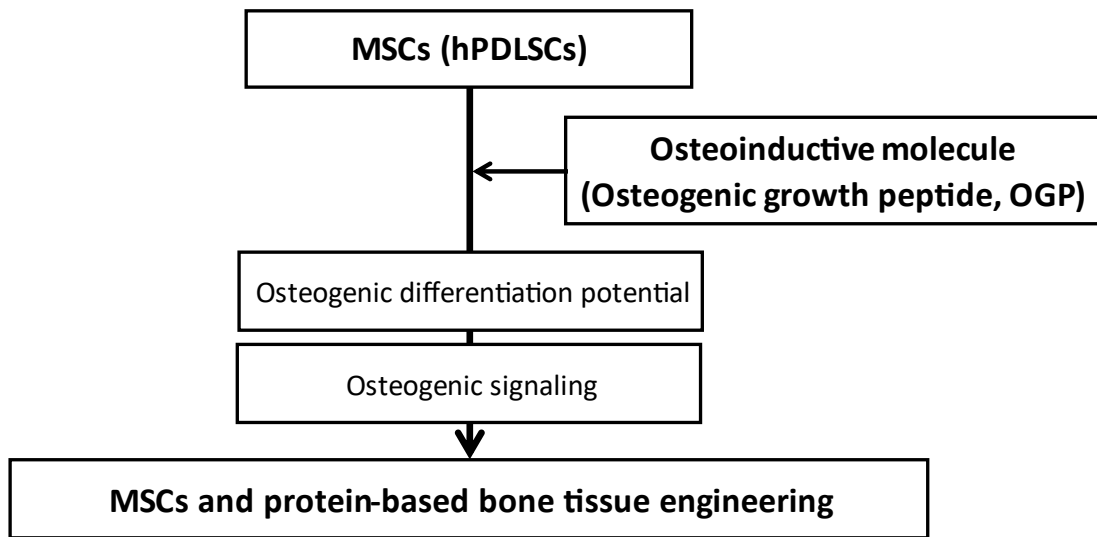 MSCs (hPDLSCs)
Osteoinductive molecule
(Osteogenic growth peptide, OGP)
Osteogenic differentiation potential
Osteogenic signaling
MSCs and protein-based bone tissue engineering